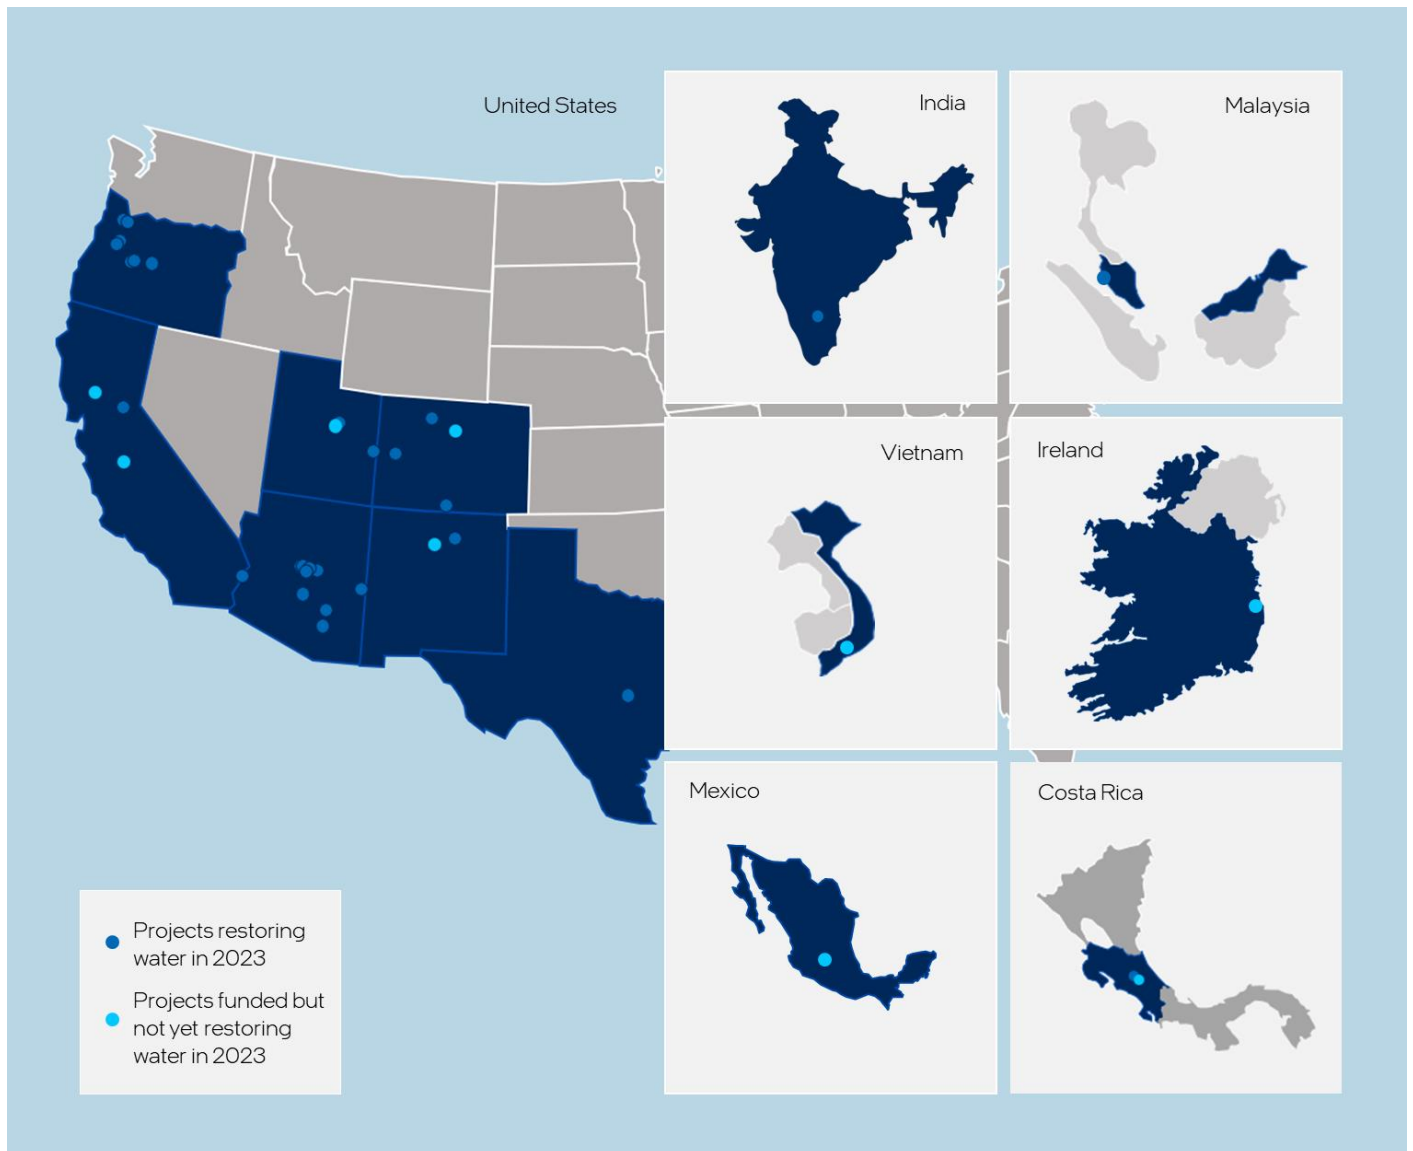 United States
India
Malaysia
Vietnam
Ireland
Mexico
Costa Rica
Projects restoring
water in 2023
Projects funded but
not yet restoring
water in 2023